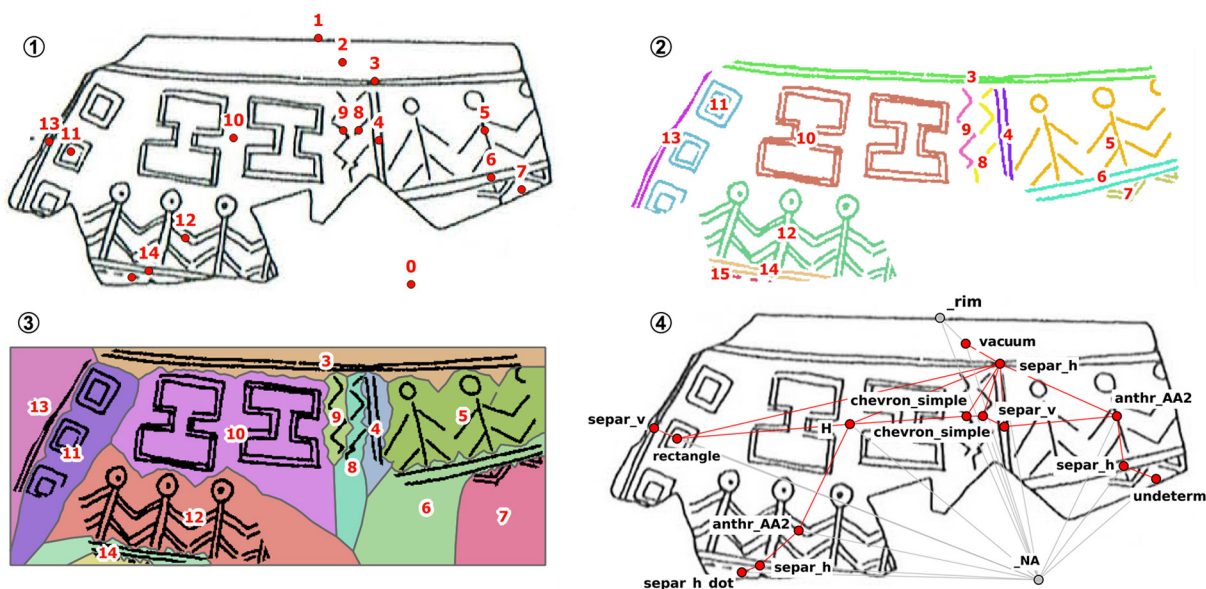 ①
1
2
3
13
11
10
9
8
4
5
6
7
12
14
0
②
3
11
13
10
9
4
8
5
6
7
12
15
14
③
3
13
11
10
9
4
5
8
12
6
7
14
④
_rim
vacuum
separ_h
chevron_simple
anthr_AA2
separ_v
separ_v
H
chevron_simple
rectangle
separ_h
undeterm
anthr_AA2
_NA
separ_h
separ_h_dot